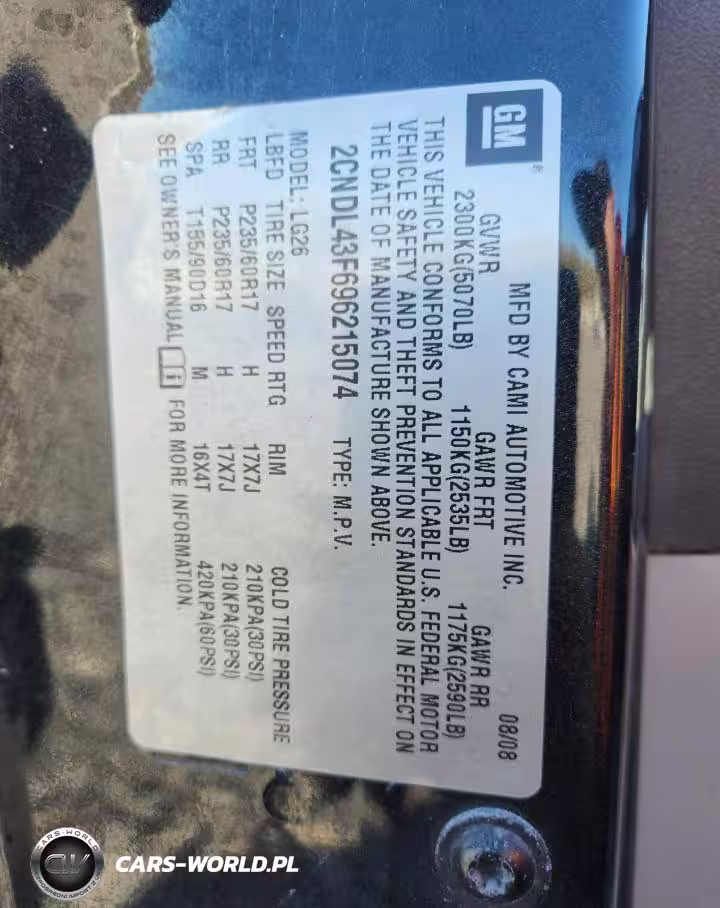 GM
®
MFD BY CAMI AUTOMOTIVE INC. 08/08
GVWR GAWR FRT GAWR RR
2300KG(5070LB) 1150KG(2535LB) 1175KG(2590LB)
THIS VEHICLE CONFORMS TO ALL APPLICABLE U.S. FEDERAL MOTOR
VEHICLE SAFETY AND THEFT PREVENTION STANDARDS IN EFFECT ON
THE DATE OF MANUFACTURE SHOWN ABOVE.
2CNDL43F696215074 TYPE: M.P.V.
MODEL: LG26
LBFD TIRE SIZE SPEED RTG RIM COLD TIRE PRESSURE
FRT P235/60R17 H 17X7J 210KPA(30PSI)
RR P235/60R17 H 17X7J 210KPA(30PSI)
SPA T155/90D16 M 16X4T 420KPA(60PSI)
SEE OWNER'S MANUAL i FOR MORE INFORMATION.
CARS-WORLD
CW
CARS-WORLD.PL